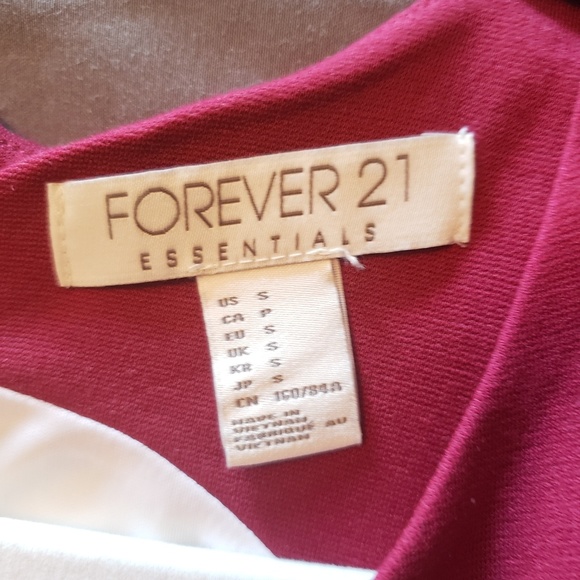 FOREVER 21
ESSENTIALS
US S
CA P
EU S
UK S
KR S
JP S
CN 160/84A
MADE IN
VIETNAM
FABRIQUÉ AU
VIETNAM